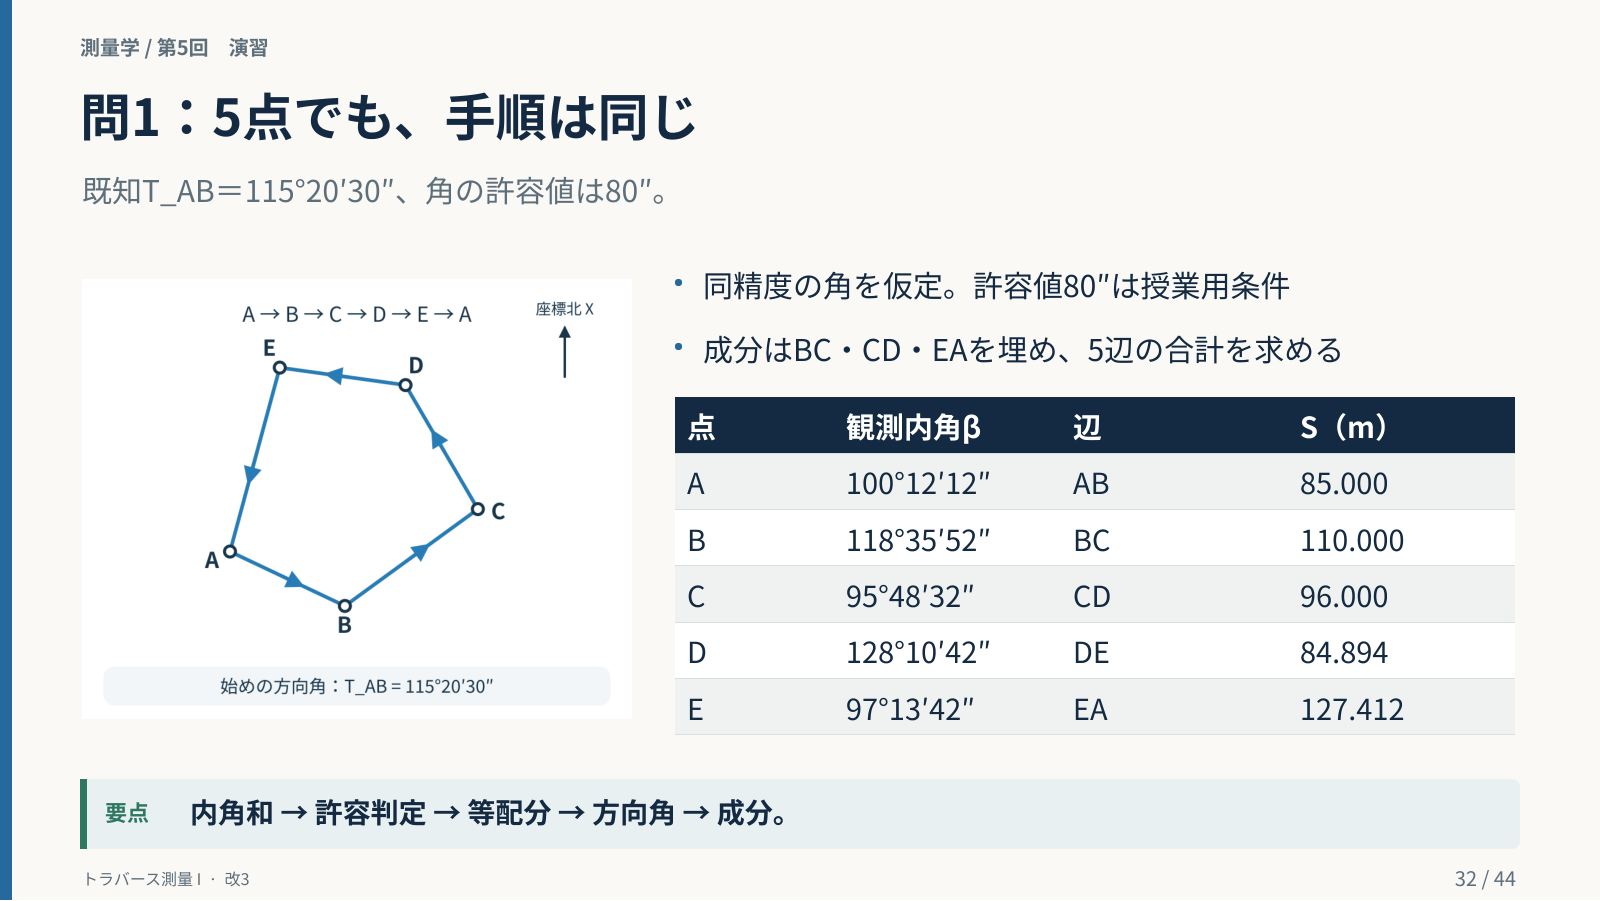 測量学 / 第5回　演習
問1：5点でも、手順は同じ
既知T_AB＝115°20′30″、角の許容値は80″。
A → B → C → D → E → A
座標北 X
E
D
C
A
B
始めの方向角：T_AB = 115°20′30″
• 同精度の角を仮定。許容値80″は授業用条件
• 成分はBC・CD・EAを埋め、5辺の合計を求める
点 観測内角β 辺 S（m）
A 100°12′12″ AB 85.000
B 118°35′52″ BC 110.000
C 95°48′32″ CD 96.000
D 128°10′42″ DE 84.894
E 97°13′42″ EA 127.412
要点 内角和 → 許容判定 → 等配分 → 方向角 → 成分。
トラバース測量 I · 改3
32 / 44